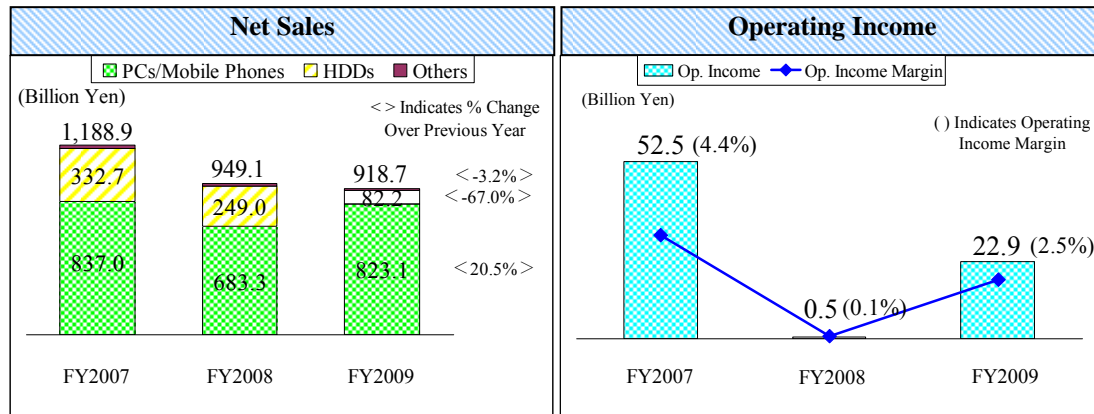 Net Sales
PCs/Mobile Phones HDDs Others
(Billion Yen)
< > Indicates % Change
Over Previous Year
1,188.9
332.7
837.0
949.1
249.0
683.3
918.7
82.2
823.1
<-3.2%>
<-67.0%>
<20.5%>
FY2007 FY2008 FY2009
Operating Income
Op. Income Op. Income Margin
(Billion Yen)
( ) Indicates Operating
Income Margin
52.5 (4.4%)
0.5 (0.1%)
22.9 (2.5%)
FY2007 FY2008 FY2009